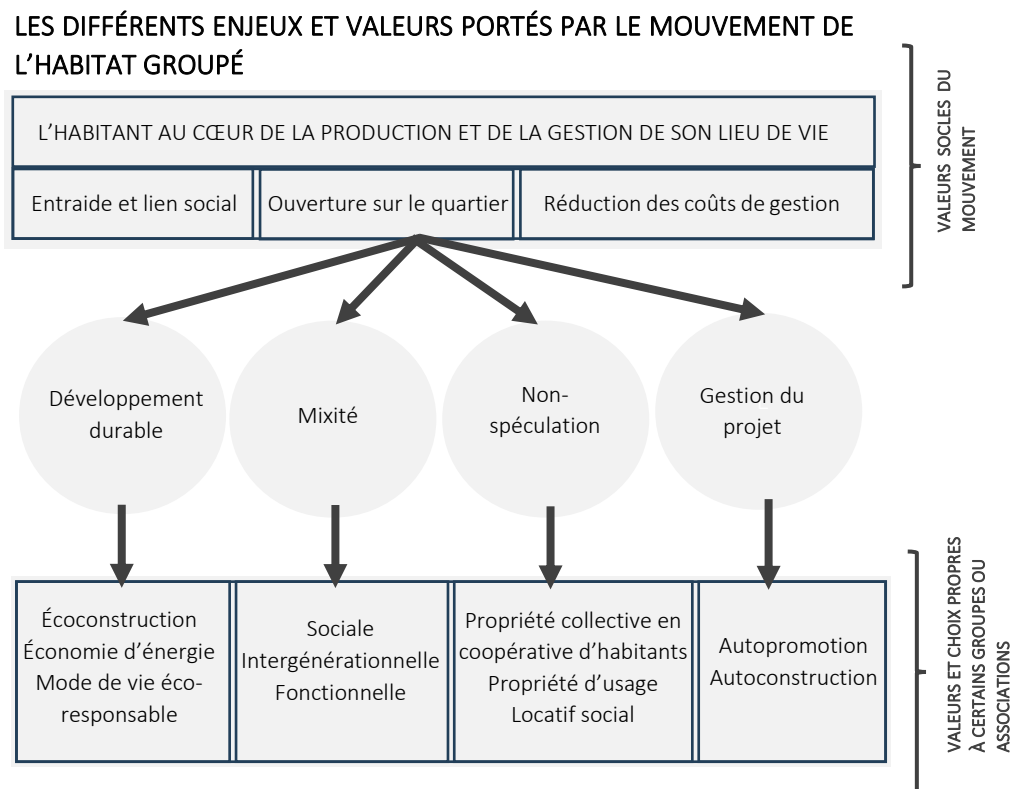 LES DIFFÉRENTS ENJEUX ET VALEURS PORTÉS PAR LE MOUVEMENT DE
L'HABITAT GROUPÉ
L'HABITANT AU CŒUR DE LA PRODUCTION ET DE LA GESTION DE SON LIEU DE VIE
Entraide et lien social
Ouverture sur le quartier
Réduction des coûts de gestion
VALEURS SOCLES DU
MOUVEMENT
Développement
durable
Mixité
Non-
spéculation
Gestion du
projet
Écoconstruction
Économie d'énergie
Mode de vie éco-
responsable
Sociale
Intergénérationnelle
Fonctionnelle
Propriété collective en
coopérative d'habitants
Propriété d'usage
Locatif social
Autopromotion
Autoconstruction
VALEURS ET CHOIX PROPRES
À CERTAINS GROUPES OU
ASSOCIATIONS